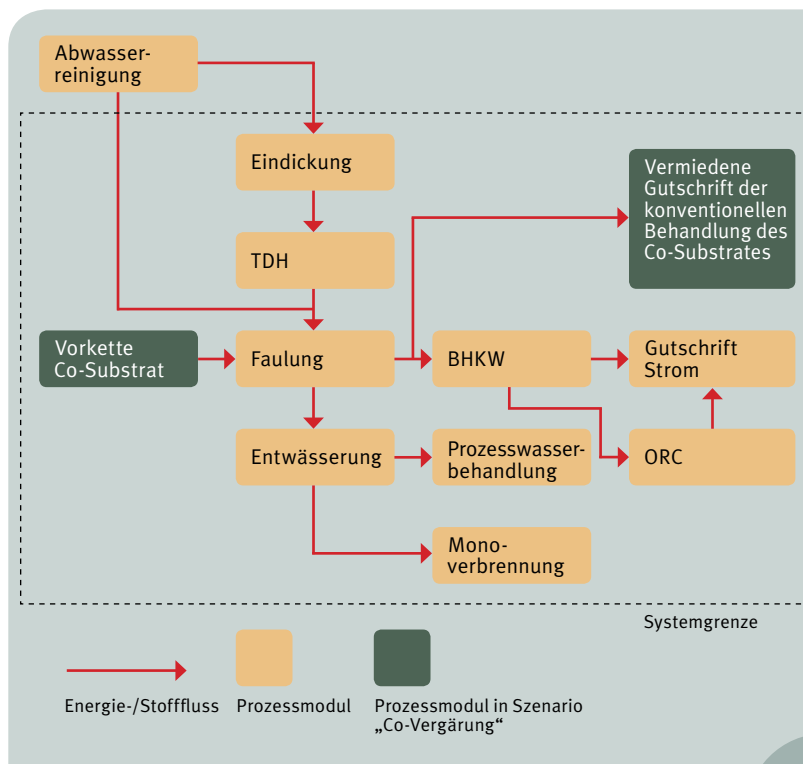 Abwasser-
reinigung
Eindickung
Vermiedene
Gutschrift der
konventionellen
Behandlung des
Co-Substrates
TDH
Vorkette
Co-Substrat
Faulung
BHKW
Gutschrift
Strom
Entwässerung
Prozesswasser-
behandlung
ORC
Mono-
verbrennung
Systemgrenze
Energie-/Stofffluss
Prozessmodul
Prozessmodul in Szenario
„Co-Vergärung“